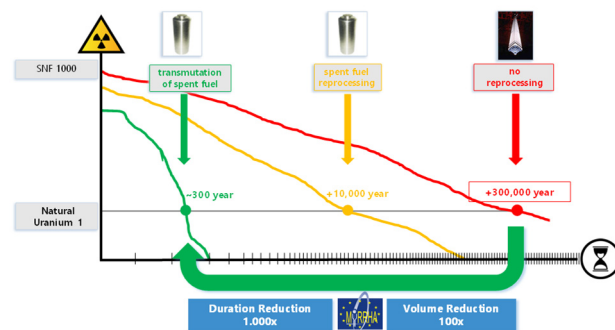 SNF 1000
transmutation
of spent fuel
spent fuel
reprocessing
no
reprocessing
~300 year
+10,000 year
+300,000 year
Natural
Uranium 1
Duration Reduction
1.000x
MYRRHA
Volume Reduction
100x